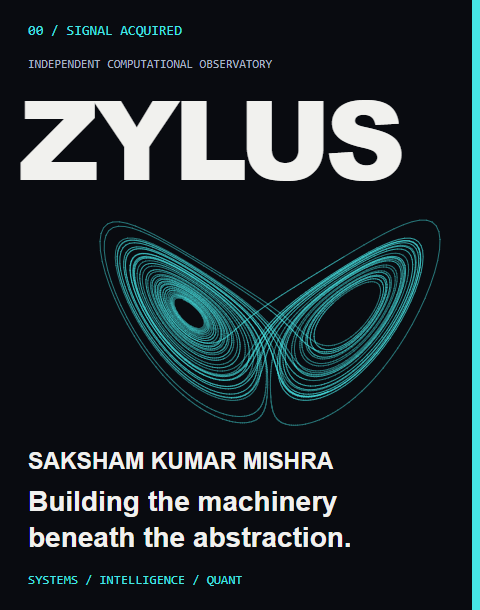 00 / SIGNAL ACQUIRED
INDEPENDENT COMPUTATIONAL OBSERVATORY
ZYLUS
SAKSHAM KUMAR MISHRA
Building the machinery
beneath the abstraction.
SYSTEMS / INTELLIGENCE / QUANT